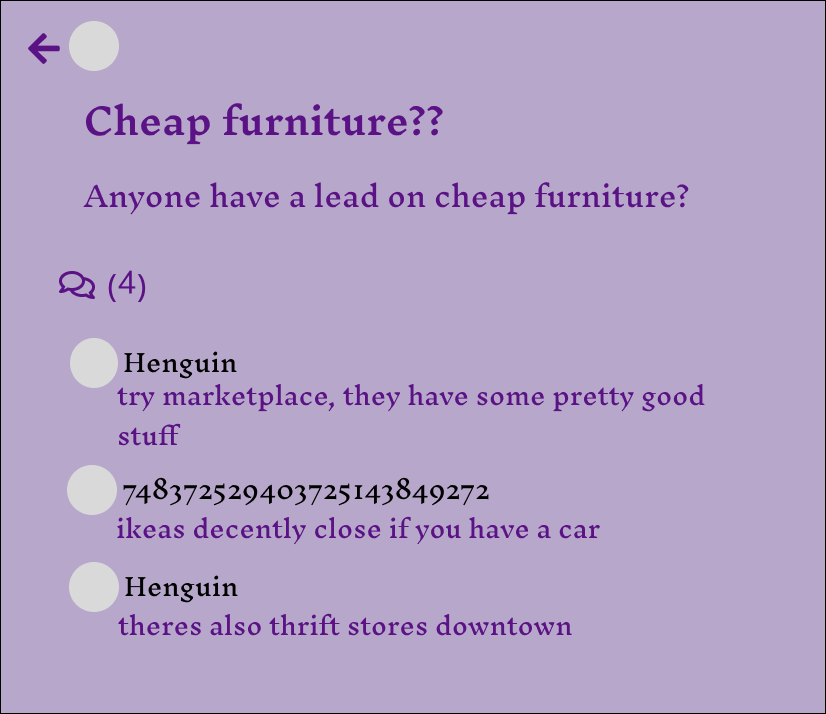 Cheap furniture??
Anyone have a lead on cheap furniture?
(4)
Henguin
try marketplace, they have some pretty good
stuff
748372529403725143849272
ikeas decently close if you have a car
Henguin
theres also thrift stores downtown